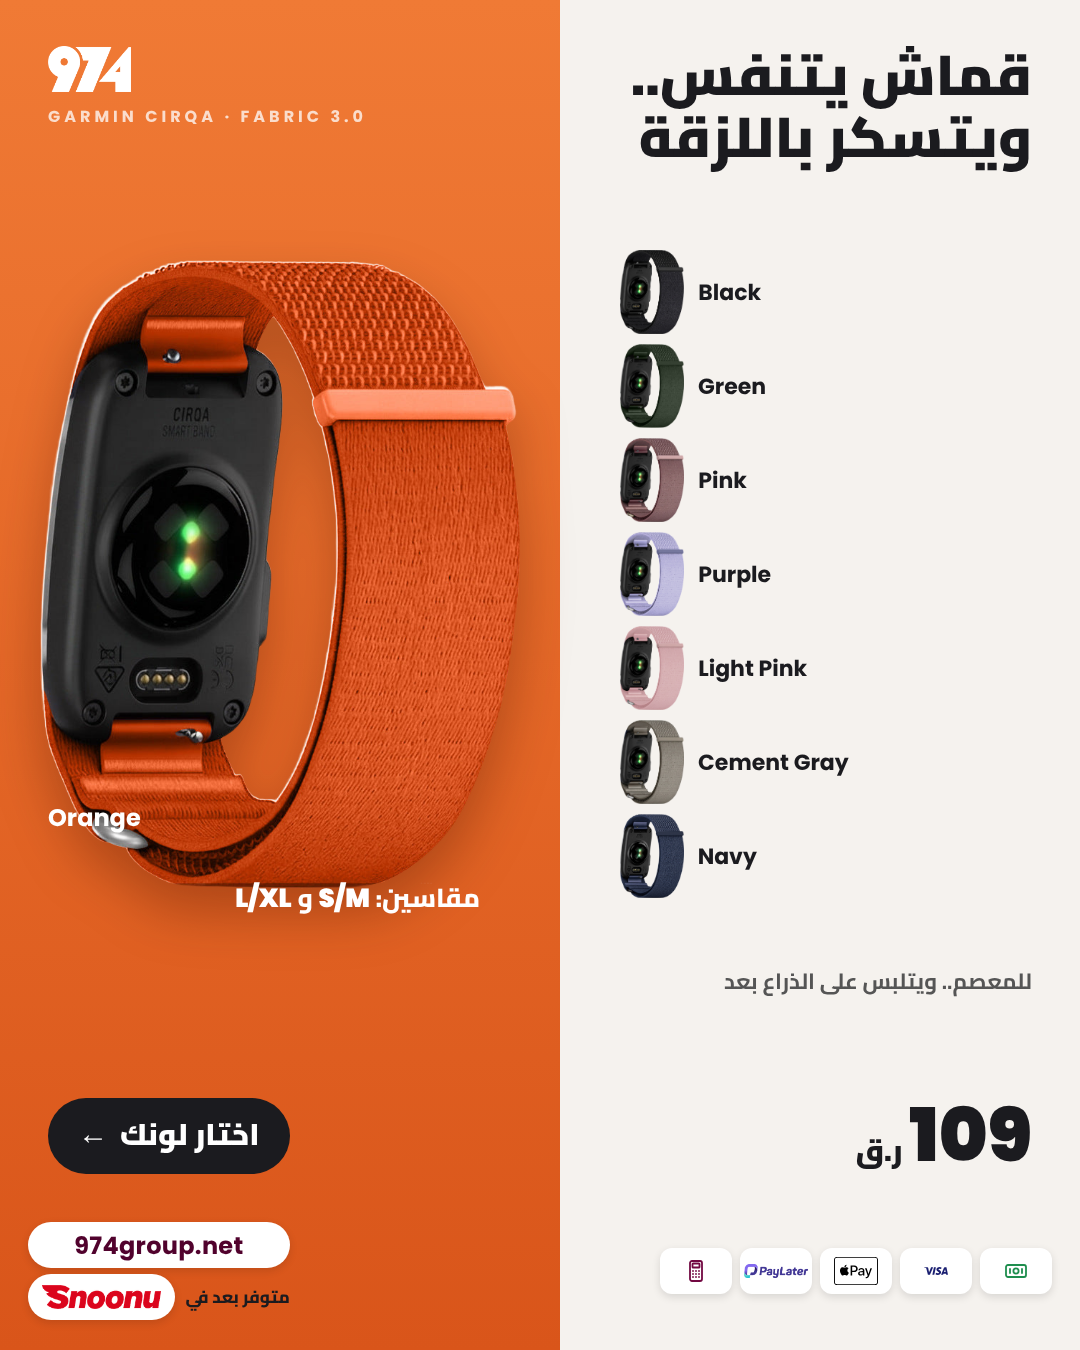 974
GARMIN CIRQA · FABRIC 3.0
قماش يتنفس..
ويتسكر باللزقة
CIRQA
SMART BAND
Orange
مقاسين: S/M و L/XL
Black
Green
Pink
Purple
Light Pink
Cement Gray
Navy
للمعصم.. ويتلبس على الذراع بعد
109 ر.ق
اختار لونك ←
974group.net
متوفر بعد في Snoonu
PayLater
Pay
VISA